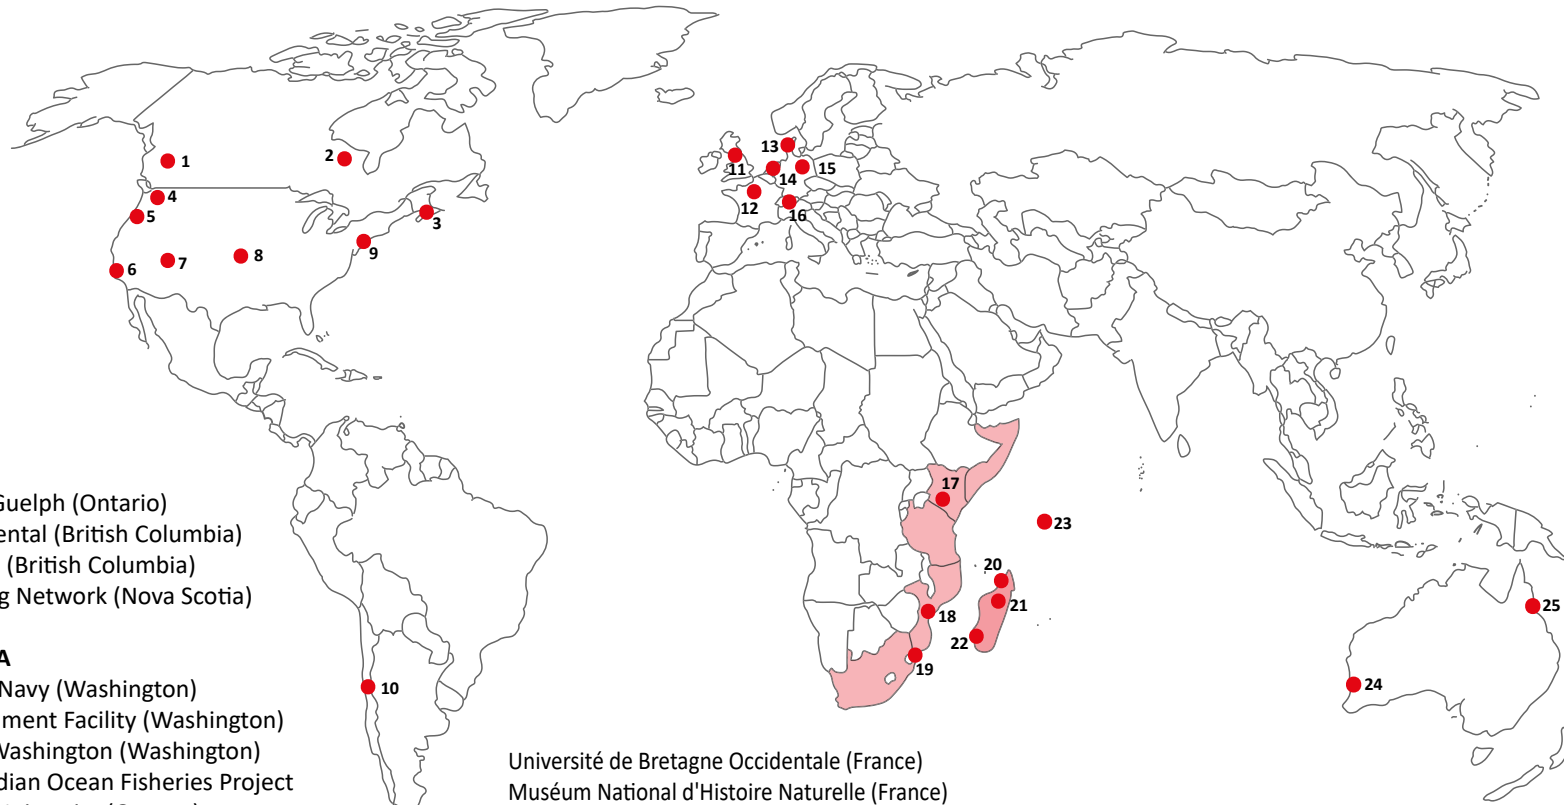 1
2
3
4
5
6
7
8
9
10
11
12
13
14
15
16
17
18
19
20
21
22
23
24
25
Guelph (Ontario)
ental (British Columbia)
(British Columbia)
g Network (Nova Scotia)
A
Navy (Washington)
ment Facility (Washington)
Washington (Washington)
dian Ocean Fisheries Project
Université de Bretagne Occidentale (France)
Muséum National d'Histoire Naturelle (France)